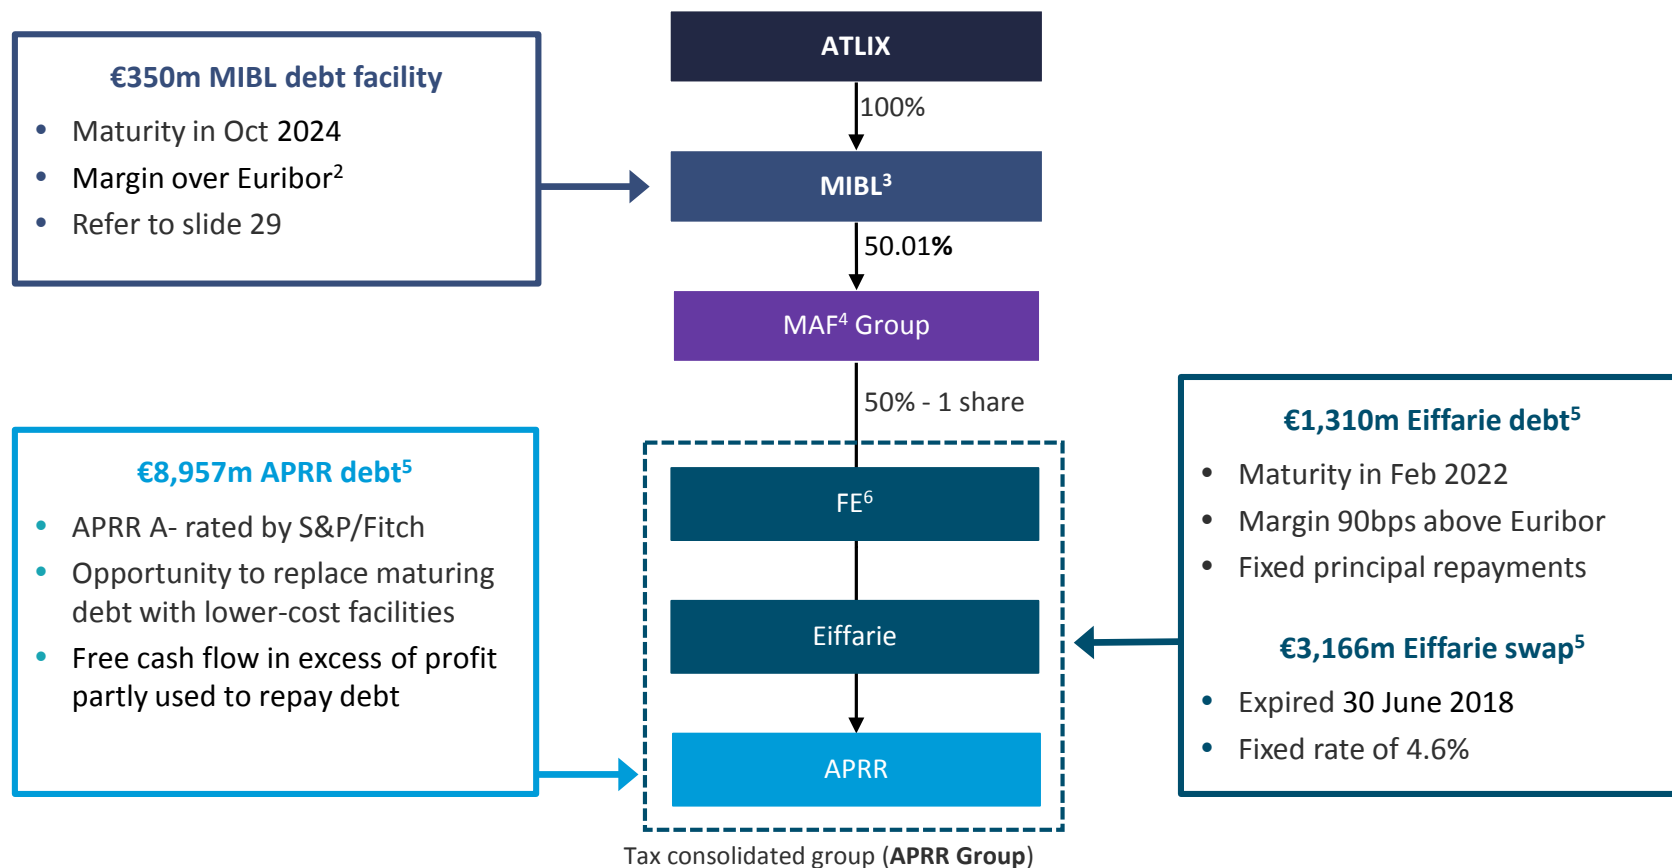 ATLIX
100%
MIBL³
50.01%
MAF⁴ Group
50% - 1 share
FE⁶
Eiffarie
APRR
Tax consolidated group (APRR Group)
€350m MIBL debt facility
• Maturity in Oct 2024
• Margin over Euribor²
• Refer to slide 29
€8,957m APRR debt⁵
• APRR A- rated by S&P/Fitch
• Opportunity to replace maturing
debt with lower-cost facilities
• Free cash flow in excess of profit
partly used to repay debt
€1,310m Eiffarie debt⁵
• Maturity in Feb 2022
• Margin 90bps above Euribor
• Fixed principal repayments
€3,166m Eiffarie swap⁵
• Expired 30 June 2018
• Fixed rate of 4.6%